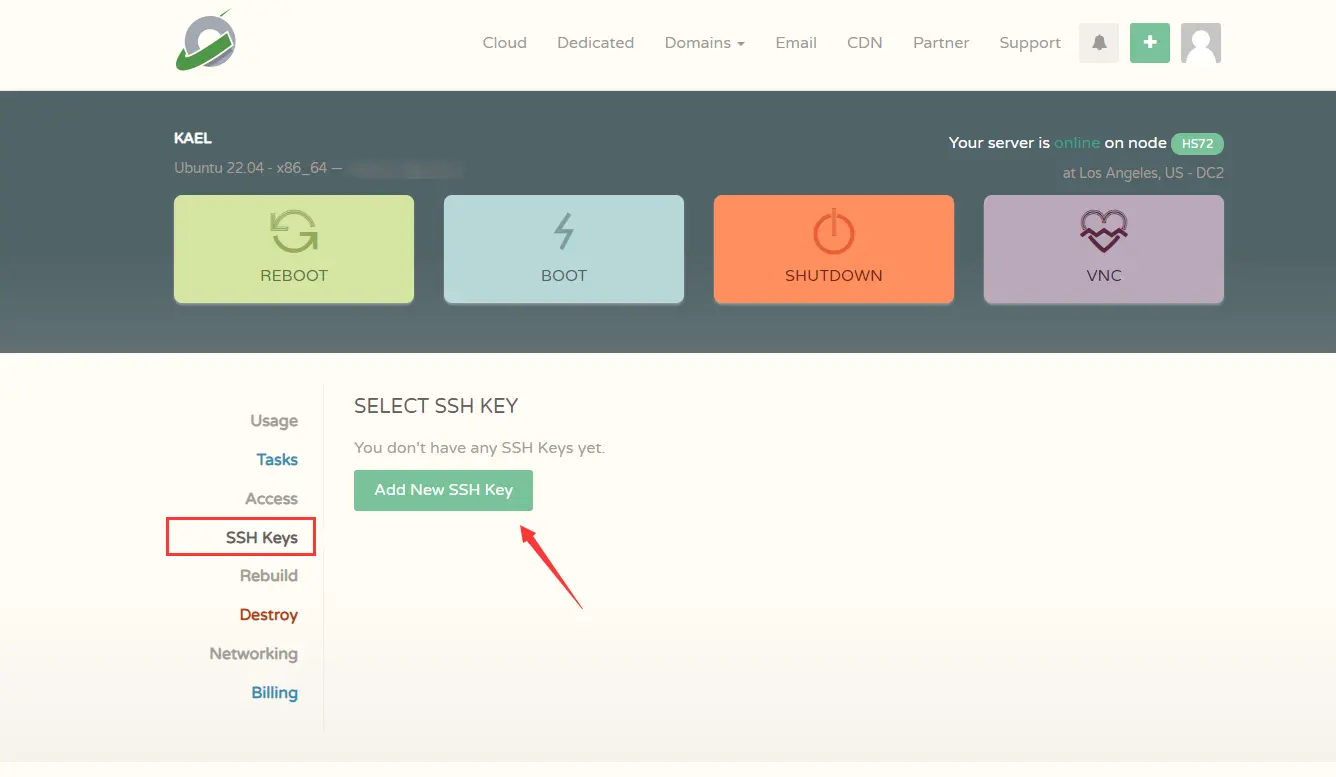 Cloud Dedicated Domains Email CDN Partner Support
KAEL
Your server is online on node HS72
Ubuntu 22.04 - x86_64 —
at Los Angeles, US - DC2
REBOOT
BOOT
SHUTDOWN
VNC
Usage
Tasks
Access
SSH Keys
Rebuild
Destroy
Networking
Billing
SELECT SSH KEY
You don't have any SSH Keys yet.
Add New SSH Key